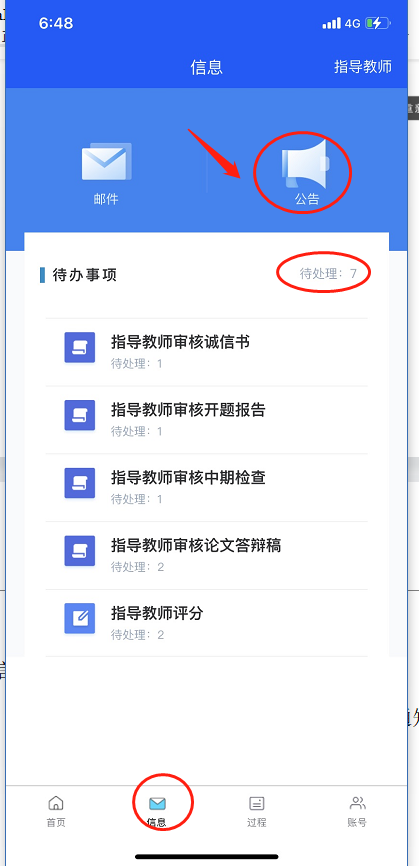 6:48
4G
信息
指导教师
邮件
公告
待办事项
待处理：7
指导教师审核诚信书
待处理：1
指导教师审核开题报告
待处理：1
指导教师审核中期检查
待处理：1
指导教师审核论文答辩稿
待处理：2
指导教师评分
待处理：2
首页
信息
过程
账号